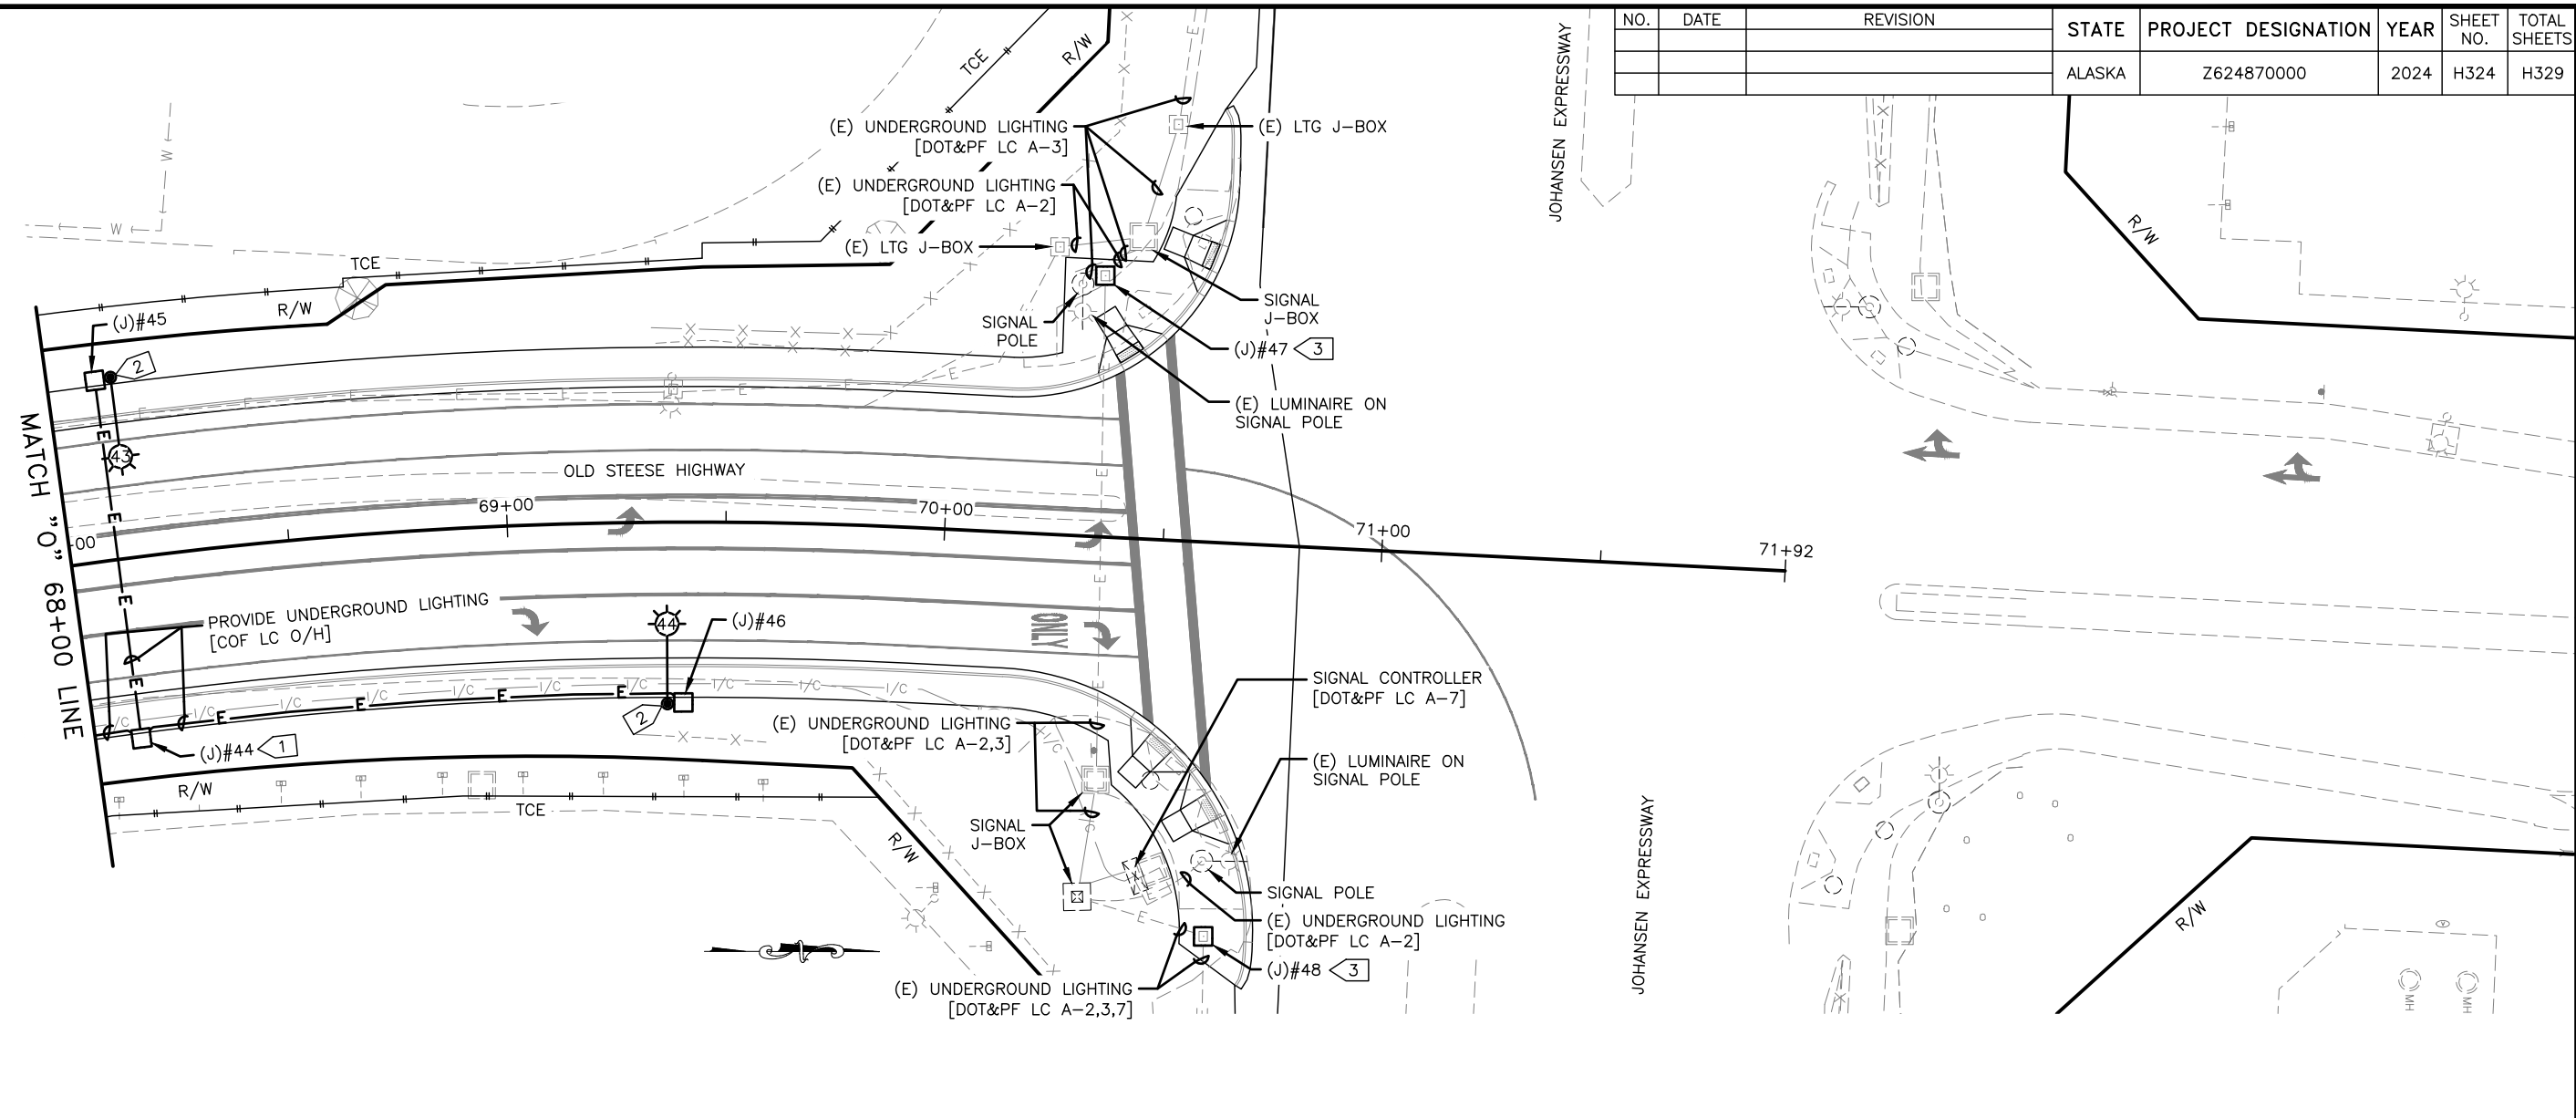 NO.
DATE
REVISION
STATE
PROJECT DESIGNATION
YEAR
SHEET
NO.
TOTAL
SHEETS
ALASKA
Z624870000
2024
H324
H329
TCE
R/W
X
E
JOHANSEN EXPRESSWAY
(E) UNDERGROUND LIGHTING
[DOT&PF LC A-3]
(E) LTG J-BOX
(E) UNDERGROUND LIGHTING
[DOT&PF LC A-2]
(E) LTG J-BOX
W
W
TCE
R/W
R/W
(J)#45
2
SIGNAL
POLE
SIGNAL
J-BOX
(J)#47
3
(E) LUMINAIRE ON
SIGNAL POLE
43
OLD STEESE HIGHWAY
69+00
70+00
71+00
71+92
+00
MATCH "O" 68+00 LINE
PROVIDE UNDERGROUND LIGHTING
[COF LC O/H]
44
(J)#46
ONLY
2
E
I/C
(J)#44
1
SIGNAL CONTROLLER
[DOT&PF LC A-7]
(E) UNDERGROUND LIGHTING
[DOT&PF LC A-2,3]
(E) LUMINAIRE ON
SIGNAL POLE
R/W
TCE
R/W
SIGNAL
J-BOX
JOHANSEN EXPRESSWAY
SIGNAL POLE
(E) UNDERGROUND LIGHTING
[DOT&PF LC A-2]
(J)#48
3
(E) UNDERGROUND LIGHTING
[DOT&PF LC A-2,3,7]
R/W
MH
MH